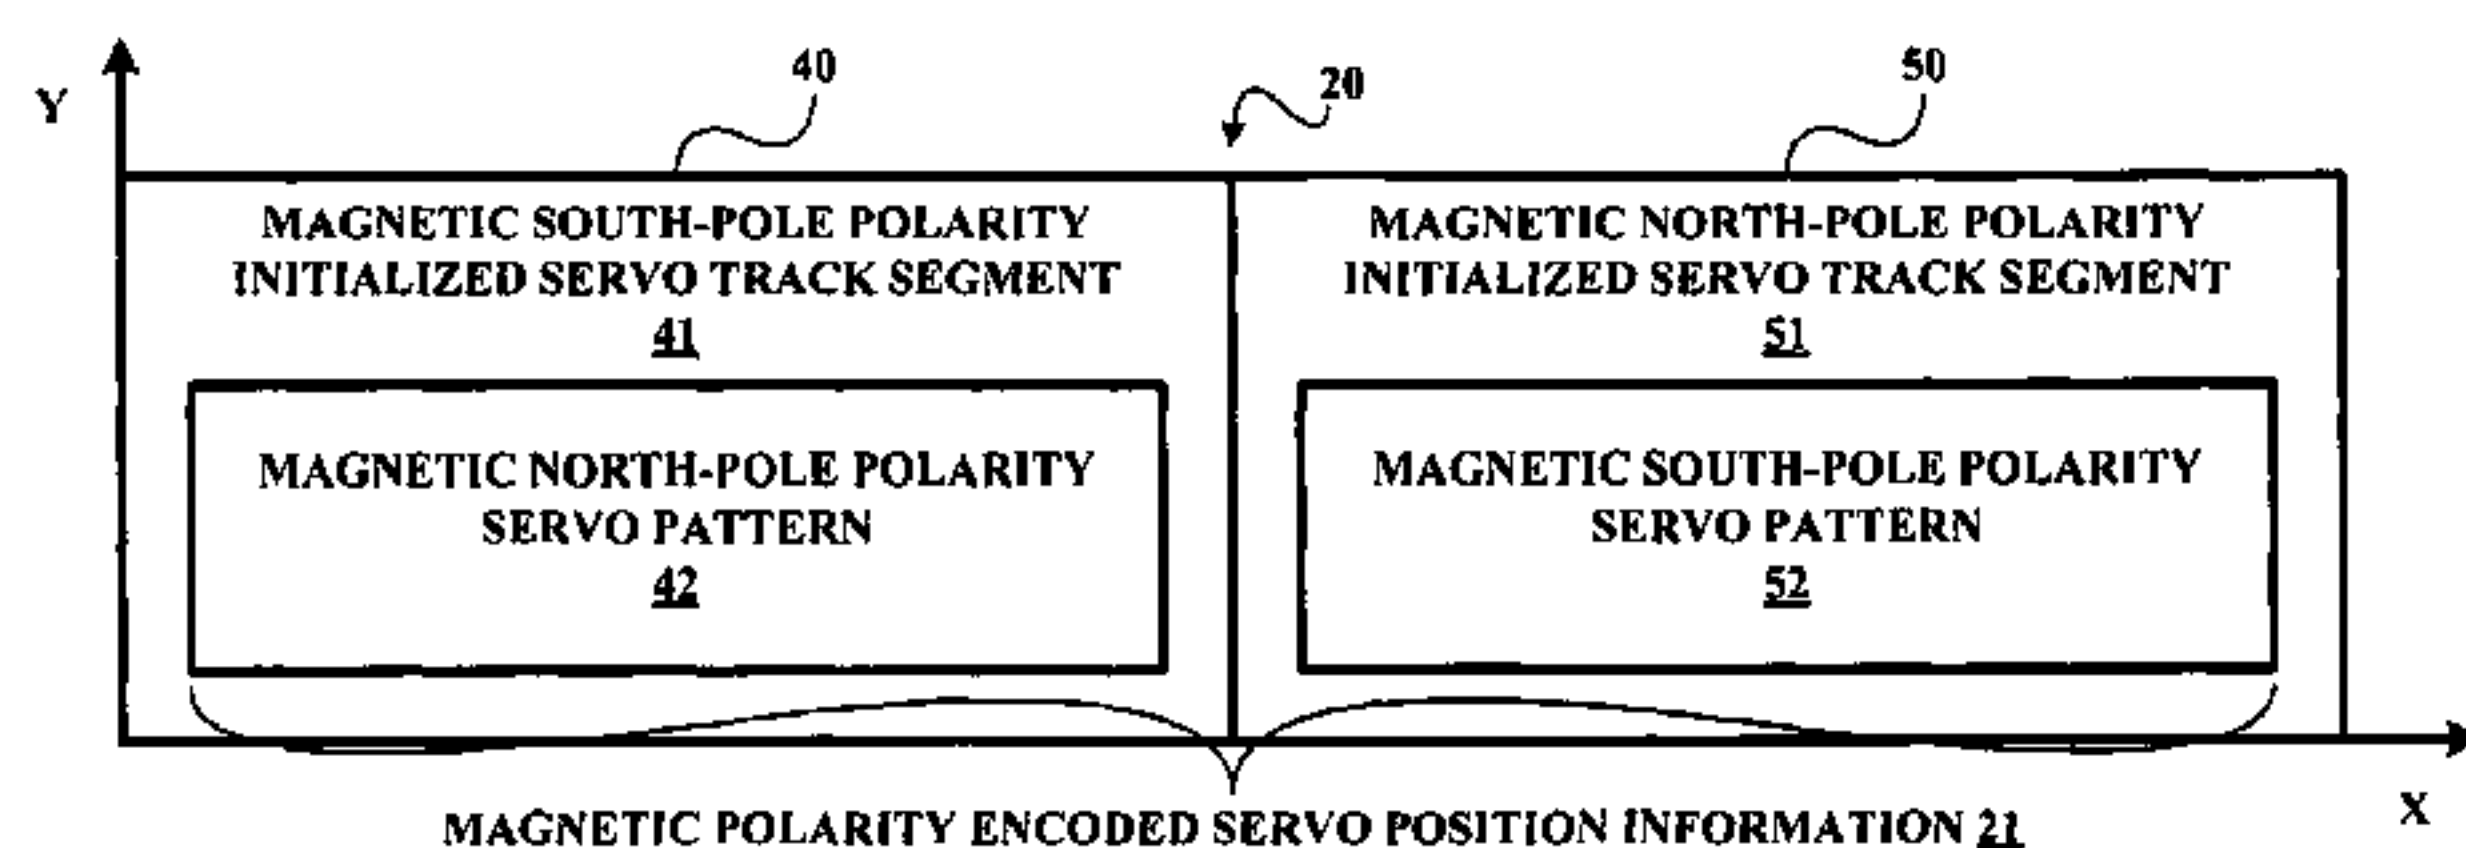 Y
40
20
50
MAGNETIC SOUTH-POLE POLARITY
INITIALIZED SERVO TRACK SEGMENT
41
MAGNETIC NORTH-POLE POLARITY
INITIALIZED SERVO TRACK SEGMENT
51
MAGNETIC NORTH-POLE POLARITY
SERVO PATTERN
42
MAGNETIC SOUTH-POLE POLARITY
SERVO PATTERN
52
X
MAGNETIC POLARITY ENCODED SERVO POSITION INFORMATION 21